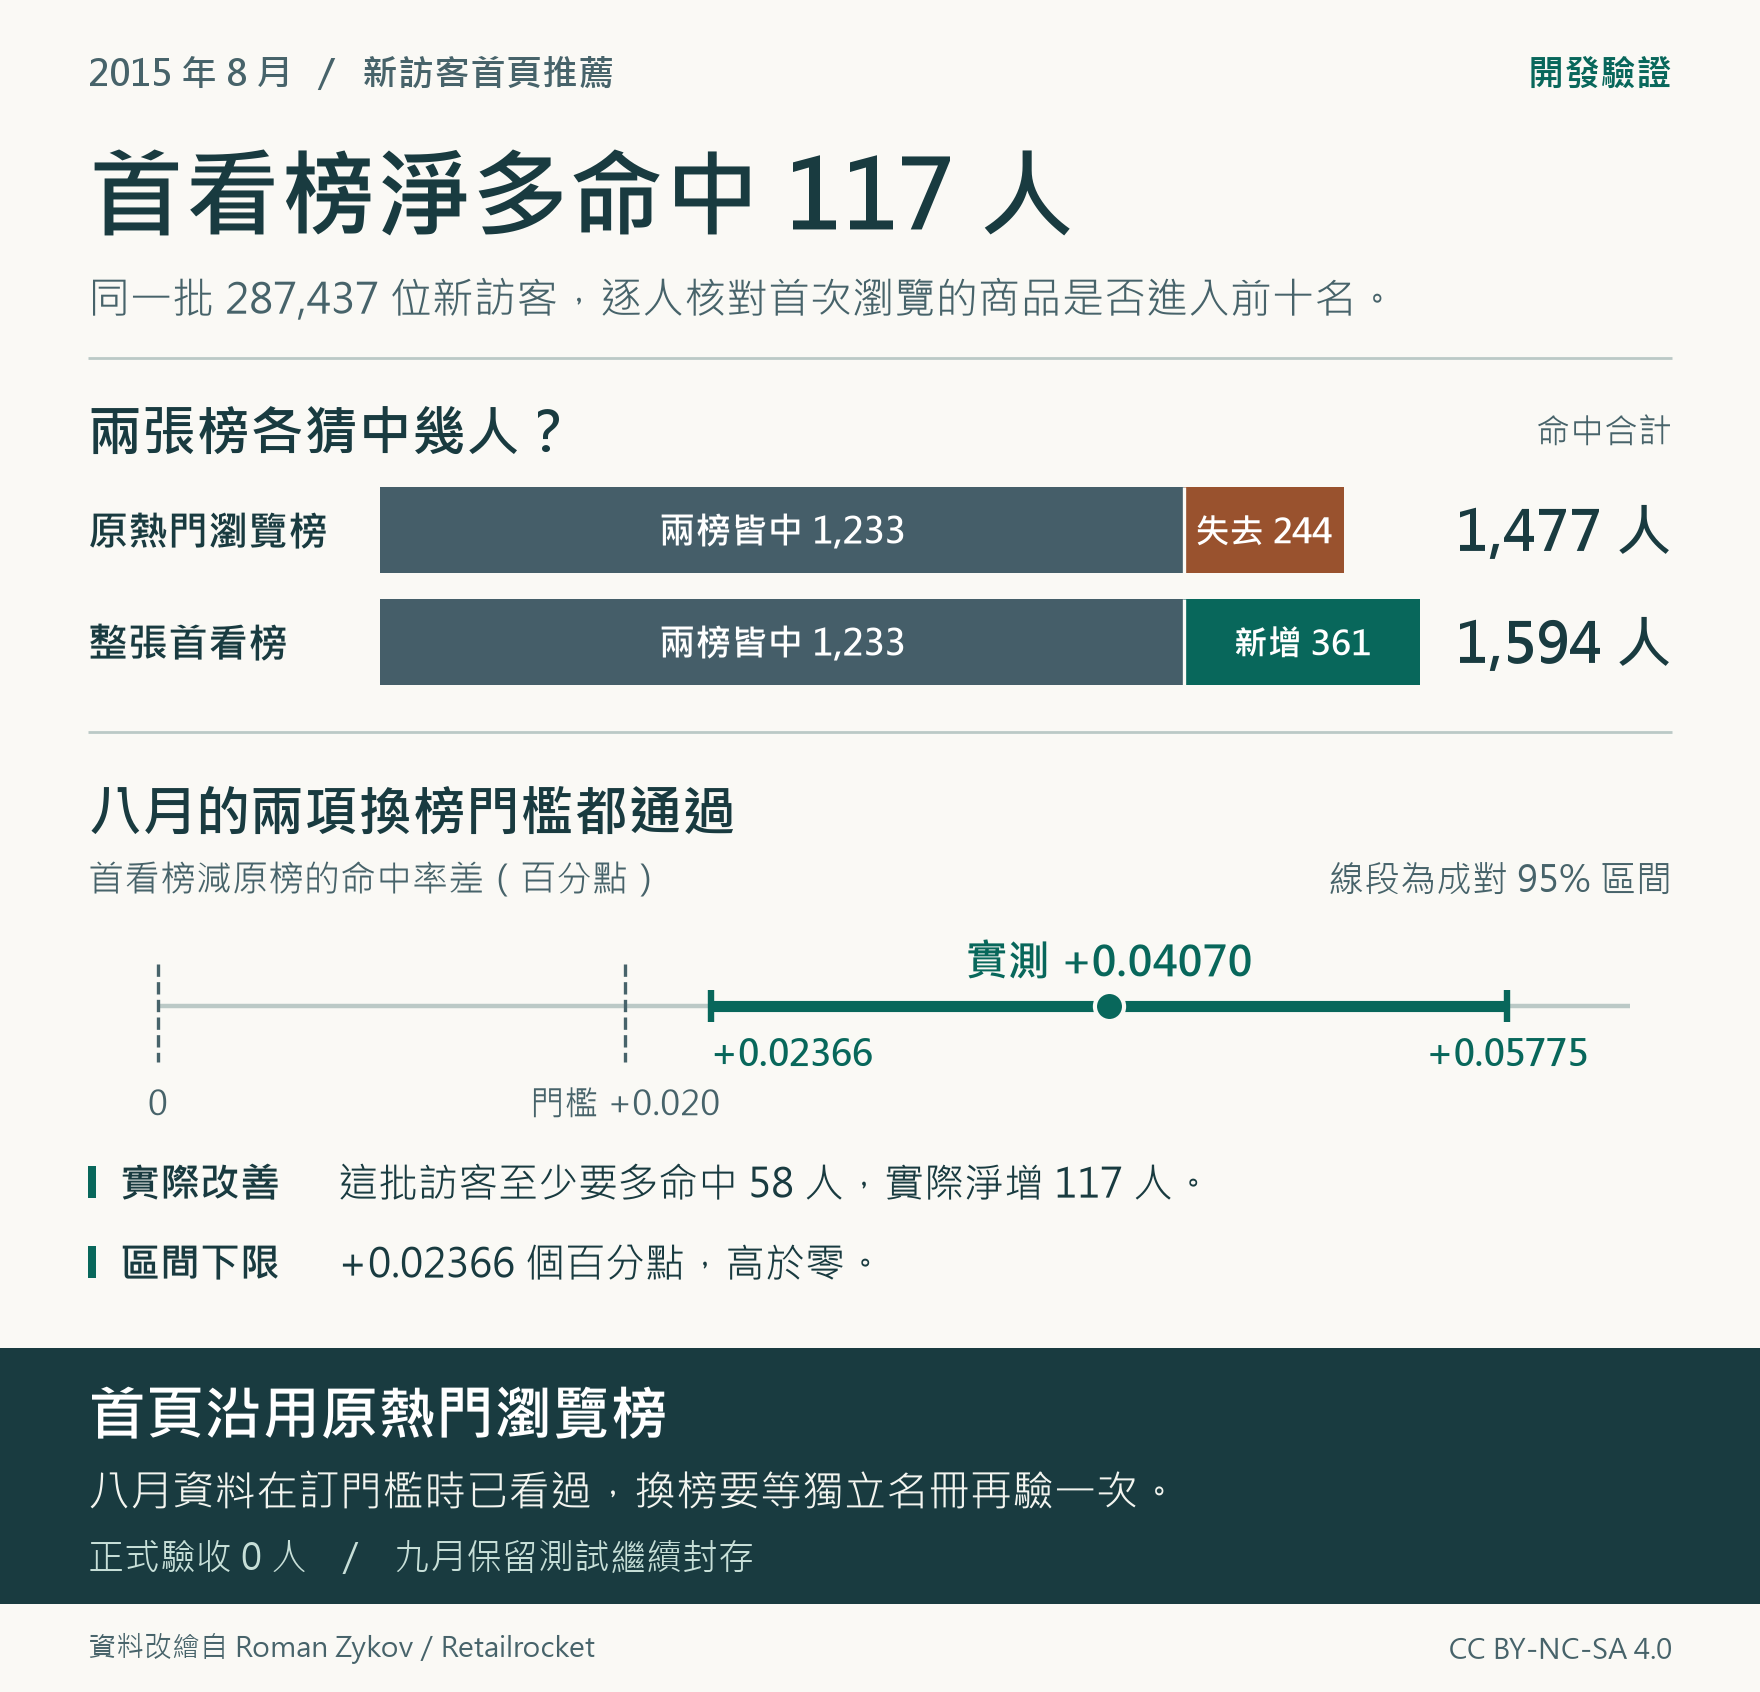 2015 年 8 月 / 新訪客首頁推薦
開發驗證
首看榜淨多命中 117 人
同一批 287,437 位新訪客，逐人核對首次瀏覽的商品是否進入前十名。
兩張榜各猜中幾人？
命中合計
原熱門瀏覽榜 兩榜皆中 1,233 失去 244 1,477 人
整張首看榜 兩榜皆中 1,233 新增 361 1,594 人
八月的兩項換榜門檻都通過
首看榜減原榜的命中率差（百分點）
線段為成對 95% 區間
實測 +0.04070
+0.02366 +0.05775
0 門檻 +0.020
實際改善 這批訪客至少要多命中 58 人，實際淨增 117 人。
區間下限 +0.02366 個百分點，高於零。
首頁沿用原熱門瀏覽榜
八月資料在訂門檻時已看過，換榜要等獨立名冊再驗一次。
正式驗收 0 人 / 九月保留測試繼續封存
資料改繪自 Roman Zykov / Retailrocket
CC BY-NC-SA 4.0